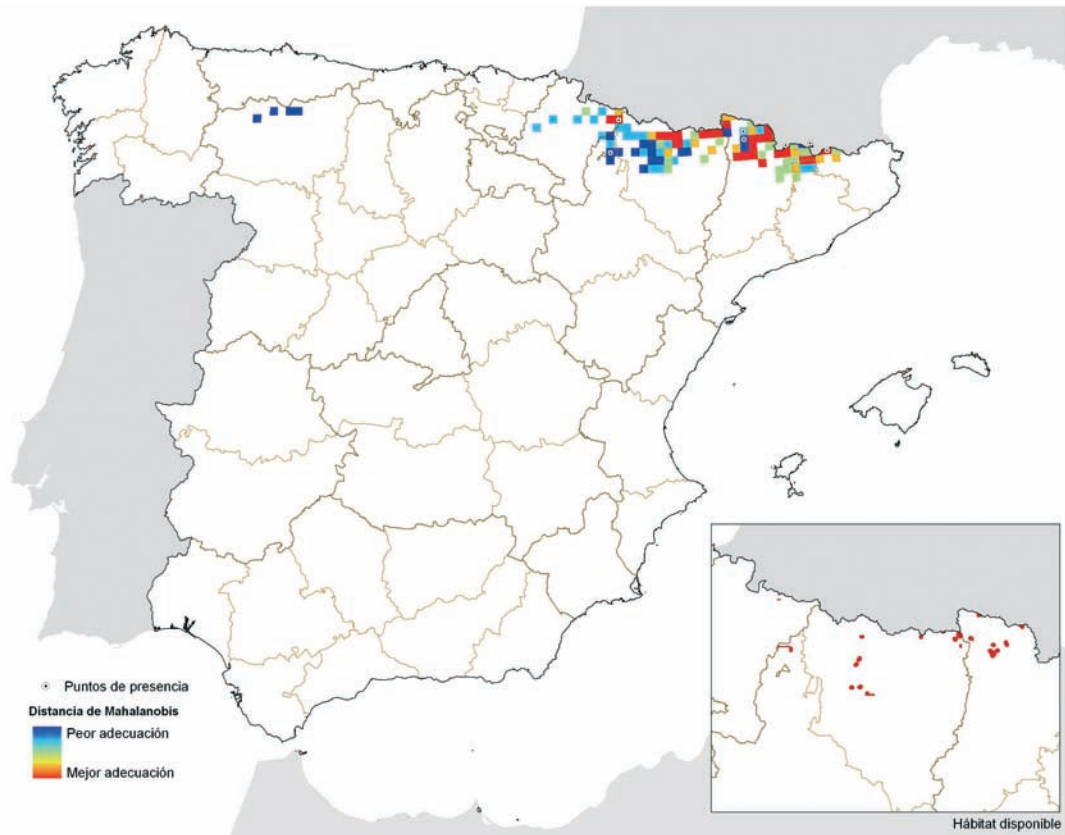 Puntos de presencia
Distancia de Mahalanobis
Peor adecuación
Mejor adecuación
Hábitat disponible